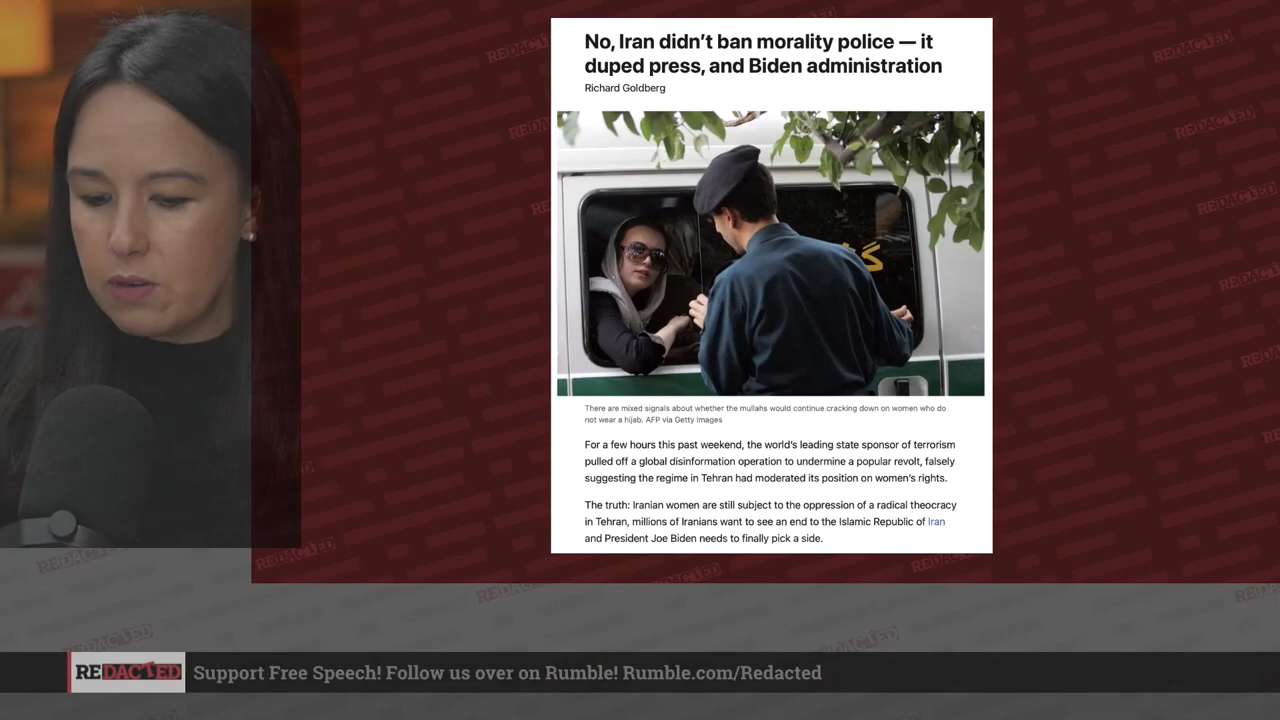 No, Iran didn't ban morality police — it
duped press, and Biden administration
Richard Goldberg
There are mixed signals about whether the mullahs would continue cracking down on women who do
not wear a hijab. AFP via Getty Images
For a few hours this past weekend, the world's leading state sponsor of terrorism
pulled off a global disinformation operation to undermine a popular revolt, falsely
suggesting the regime in Tehran had moderated its position on women's rights.
The truth: Iranian women are still subject to the oppression of a radical theocracy
in Tehran, millions of Iranians want to see an end to the Islamic Republic of Iran
and President Joe Biden needs to finally pick a side.
REDACTED Support Free Speech! Follow us over on Rumble! Rumble.com/Redacted